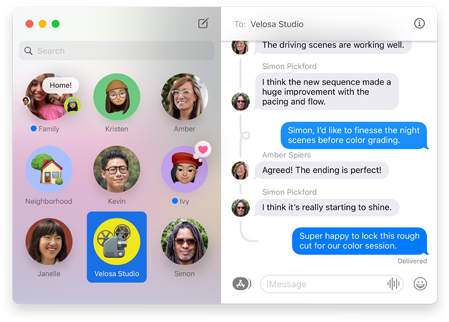 To: Velosa Studio
Search
Home!
Family
Kristen
Amber
Neighborhood
Kevin
Ivy
Janelle
Velosa Studio
Simon
The driving scenes are working well.
Simon Pickford
I think the new sequence made a
huge improvement with the
pacing and flow.
Simon, I'd like to finesse the night
scenes before color grading.
Amber Spiers
Agreed! The ending is perfect!
Simon Pickford
I think it's really starting to shine.
Super happy to lock this rough
cut for our color session.
Delivered
iMessage